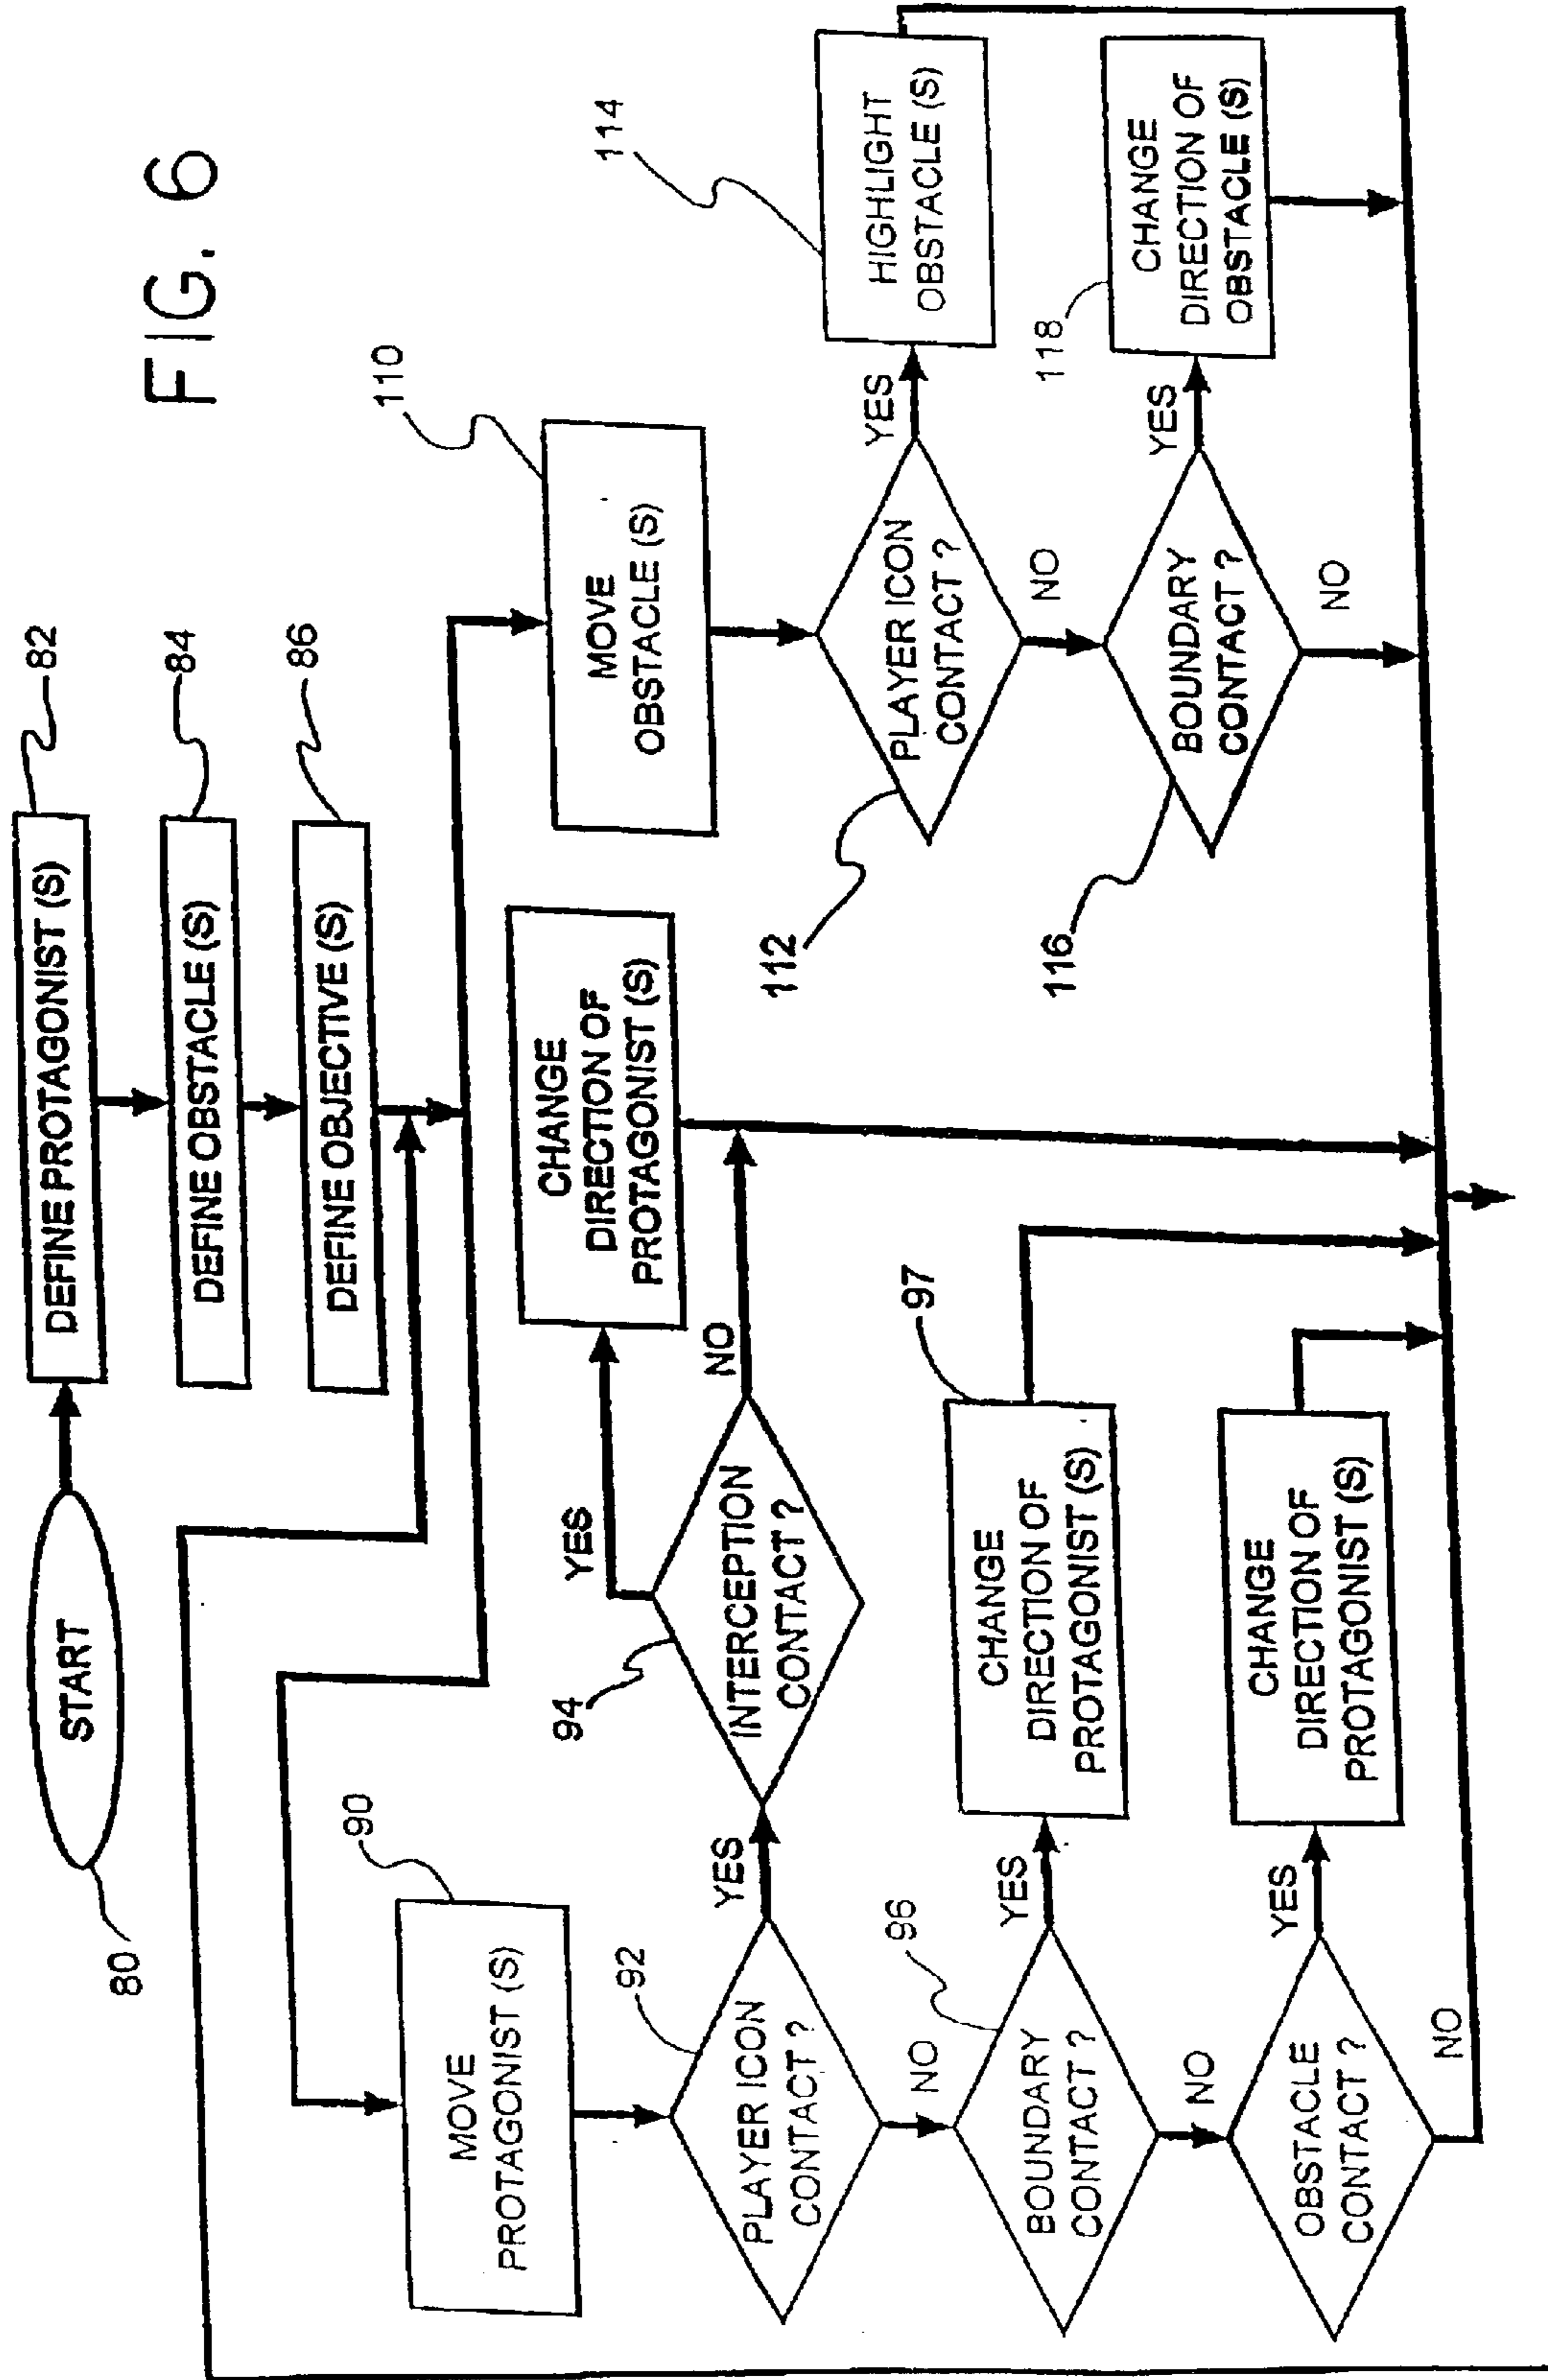 FIG. 6
START
80
DEFINE PROTAGONIST (S)
82
DEFINE OBSTACLE (S)
84
DEFINE OBJECTIVE (S)
86
MOVE
PROTAGONIST (S)
90
PLAYER ICON
CONTACT ?
92
YES
NO
INTERCEPTION
CONTACT ?
94
YES
NO
CHANGE
DIRECTION OF
PROTAGONIST (S)
BOUNDARY
CONTACT ?
96
YES
NO
CHANGE
DIRECTION OF
PROTAGONIST (S)
97
OBSTACLE
CONTACT ?
YES
NO
CHANGE
DIRECTION OF
PROTAGONIST (S)
MOVE
OBSTACLE (S)
110
PLAYER ICON
CONTACT ?
112
YES
NO
HIGHLIGHT
OBSTACLE (S)
114
BOUNDARY
CONTACT ?
116
YES
NO
CHANGE
DIRECTION OF
OBSTACLE (S)
118